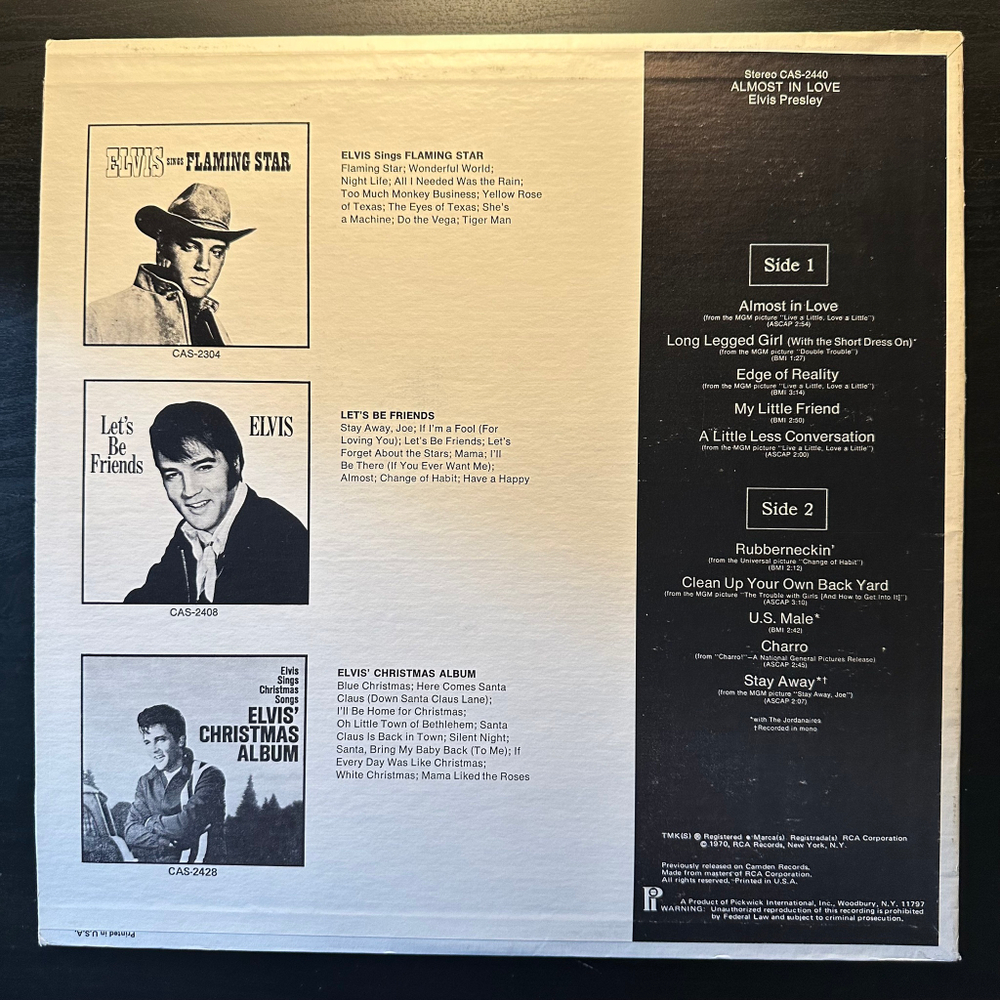 ELVIS SINGS FLAMING STAR
CAS-2304
ELVIS Sings FLAMING STAR
Flaming Star; Wonderful World;
Night Life; All I Needed Was the Rain;
Too Much Monkey Business; Yellow Rose
of Texas; The Eyes of Texas; She's
a Machine; Do the Vega; Tiger Man
Let's
Be
Friends
ELVIS
CAS-2408
LET'S BE FRIENDS
Stay Away, Joe; If I'm a Fool (For
Loving You); Let's Be Friends; Let's
Forget About the Stars; Mama; I'll
Be There (If You Ever Want Me);
Almost; Change of Habit; Have a Happy
Elvis
Sings
Christmas
Songs
ELVIS'
CHRISTMAS
ALBUM
CAS-2428
ELVIS' CHRISTMAS ALBUM
Blue Christmas; Here Comes Santa
Claus (Down Santa Claus Lane);
I'll Be Home for Christmas;
Oh Little Town of Bethlehem; Santa
Claus Is Back in Town; Silent Night;
Santa, Bring My Baby Back (To Me); If
Every Day Was Like Christmas;
White Christmas; Mama Liked the Roses
Printed in U.S.A.
Stereo CAS-2440
ALMOST IN LOVE
Elvis Presley
Side 1
Almost in Love
(from the MGM picture "Live a Little, Love a Little")
(ASCAP 2:54)
Long Legged Girl (With the Short Dress On)*
(from the MGM picture "Double Trouble")
(BMI 1:27)
Edge of Reality
(from the MGM picture "Live a Little, Love a Little")
(BMI 3:14)
My Little Friend
(BMI 2:50)
A Little Less Conversation
(from the MGM picture "Live a Little, Love a Little")
(ASCAP 2:00)
Side 2
Rubberneckin'
(from the Universal picture "Change of Habit")
(BMI 2:12)
Clean Up Your Own Back Yard
(from the MGM picture "The Trouble with Girls [And How to Get Into It]")
(ASCAP 3:10)
U.S. Male*
(BMI 2:42)
Charro
(from "Charro!"—A National General Pictures Release)
(ASCAP 2:45)
Stay Away*†
(from the MGM picture "Stay Away, Joe")
(ASCAP 2:07)
*with The Jordanaires
†Recorded in mono
TMK(S) ® Registered • Marca(s) Registrada(s) RCA Corporation
© 1970, RCA Records, New York, N.Y.
Previously released on Camden Records.
Made from masters of RCA Corporation.
All rights reserved. Printed in U.S.A.
Pi
A Product of Pickwick International, Inc., Woodbury, N.Y. 11797
WARNING: Unauthorized reproduction of this recording is prohibited
by Federal Law and subject to criminal prosecution.